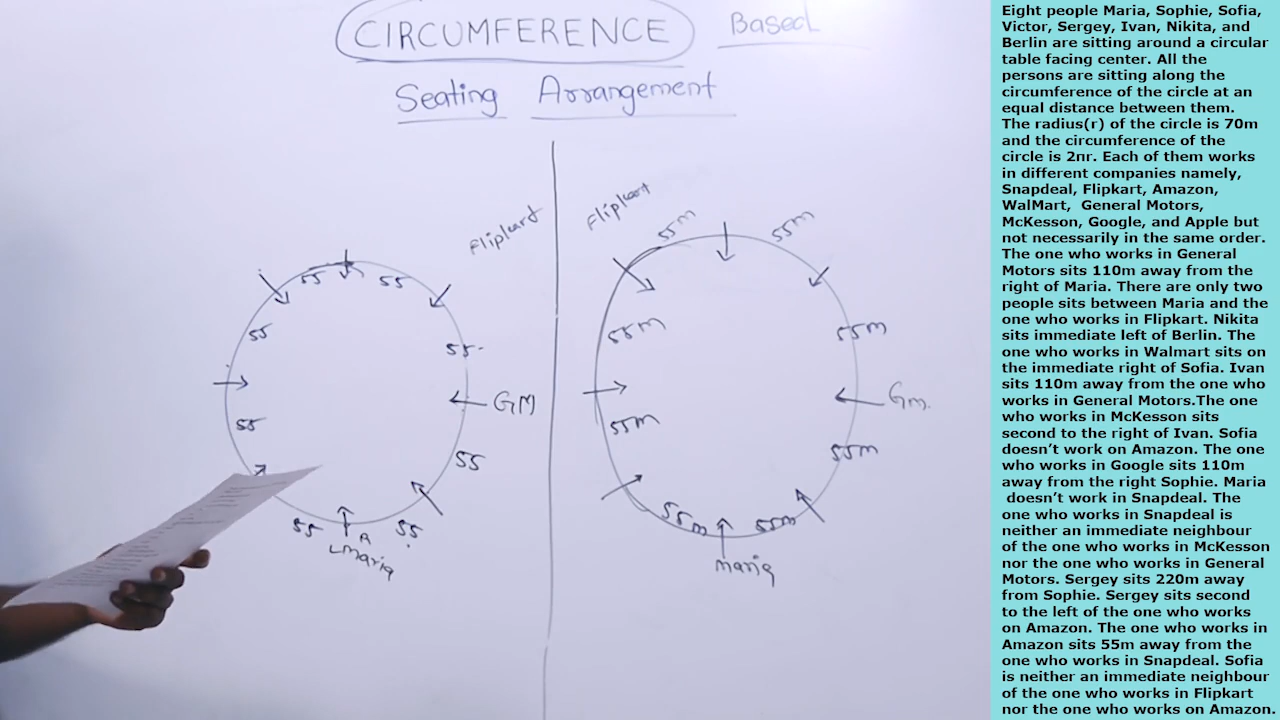 CIRCUMFERENCE Based
Seating Arrangement
Flipkart
55
55
55
55
GM
55
55
55
55
R
L Maria
Flipkart
55m
55m
55m
55m
Gm.
55m
55m
55m
55m
maria
Eight people Maria, Sophie, Sofia,
Victor, Sergey, Ivan, Nikita, and
Berlin are sitting around a circular
table facing center. All the
persons are sitting along the
circumference of the circle at an
equal distance between them.
The radius(r) of the circle is 70m
and the circumference of the
circle is 2πr. Each of them works
in different companies namely,
Snapdeal, Flipkart, Amazon,
WalMart, General Motors,
McKesson, Google, and Apple but
not necessarily in the same order.
The one who works in General
Motors sits 110m away from the
right of Maria. There are only two
people sits between Maria and the
one who works in Flipkart. Nikita
sits immediate left of Berlin. The
one who works in Walmart sits on
the immediate right of Sofia. Ivan
sits 110m away from the one who
works in General Motors.The one
who works in McKesson sits
second to the right of Ivan. Sofia
doesn't work on Amazon. The one
who works in Google sits 110m
away from the right Sophie. Maria
doesn't work in Snapdeal. The
one who works in Snapdeal is
neither an immediate neighbour
of the one who works in McKesson
nor the one who works in General
Motors. Sergey sits 220m away
from Sophie. Sergey sits second
to the left of the one who works
on Amazon. The one who works in
Amazon sits 55m away from the
one who works in Snapdeal. Sofia
is neither an immediate neighbour
of the one who works in Flipkart
nor the one who works on Amazon.